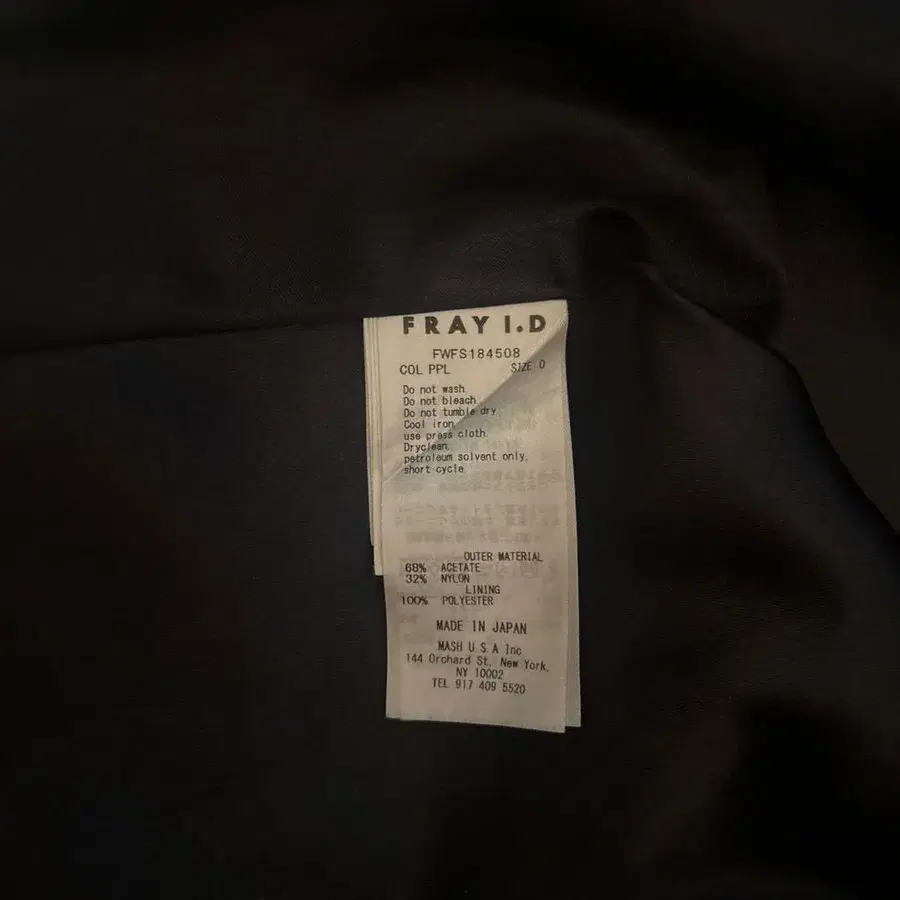 FRAY I.D
FWFS184508
COL PPL SIZE 0
Do not wash.
Do not bleach.
Do not tumble dry.
Cool iron,
use press cloth.
Dryclean,
petroleum solvent only,
short cycle.
OUTER MATERIAL
68% ACETATE
32% NYLON
LINING
100% POLYESTER
MADE IN JAPAN
MASH U.S.A Inc
144 Orchard St, New York,
NY 10002
TEL 917 409 5520